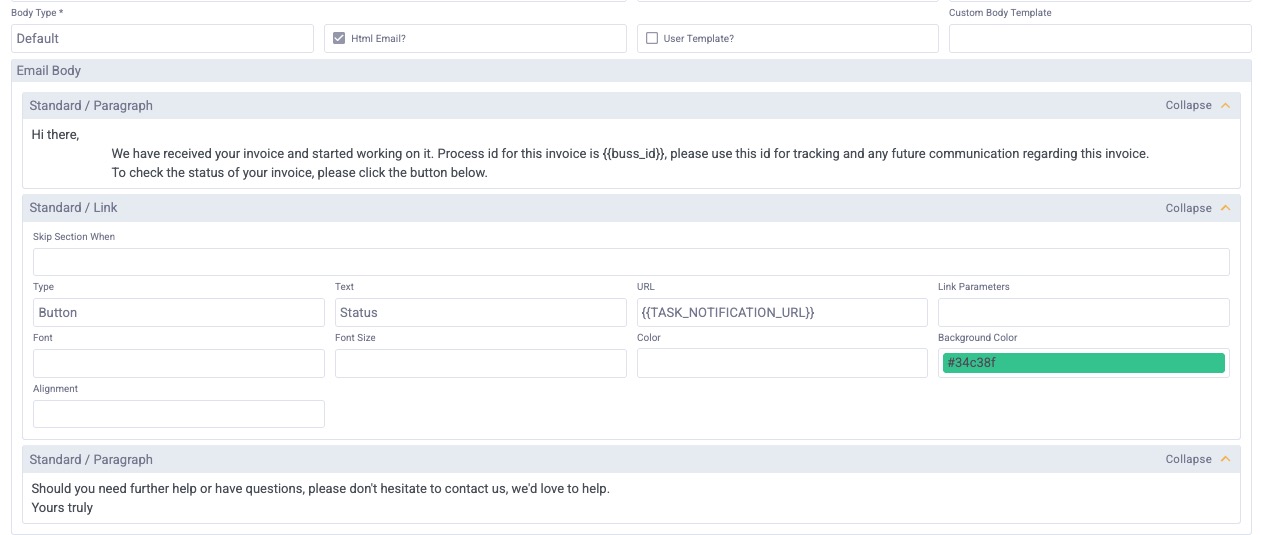 Body Type *
Custom Body Template
Default
Html Email?
User Template?
Email Body
Standard / Paragraph
Collapse
Hi there,
We have received your invoice and started working on it. Process id for this invoice is {{buss_id}}, please use this id for tracking and any future communication regarding this invoice.
To check the status of your invoice, please click the button below.
Standard / Link
Collapse
Skip Section When
Type
Text
URL
Link Parameters
Button
Status
{{TASK_NOTIFICATION_URL}}
Font
Font Size
Color
Background Color
#34c38f
Alignment
Standard / Paragraph
Collapse
Should you need further help or have questions, please don't hesitate to contact us, we'd love to help.
Yours truly